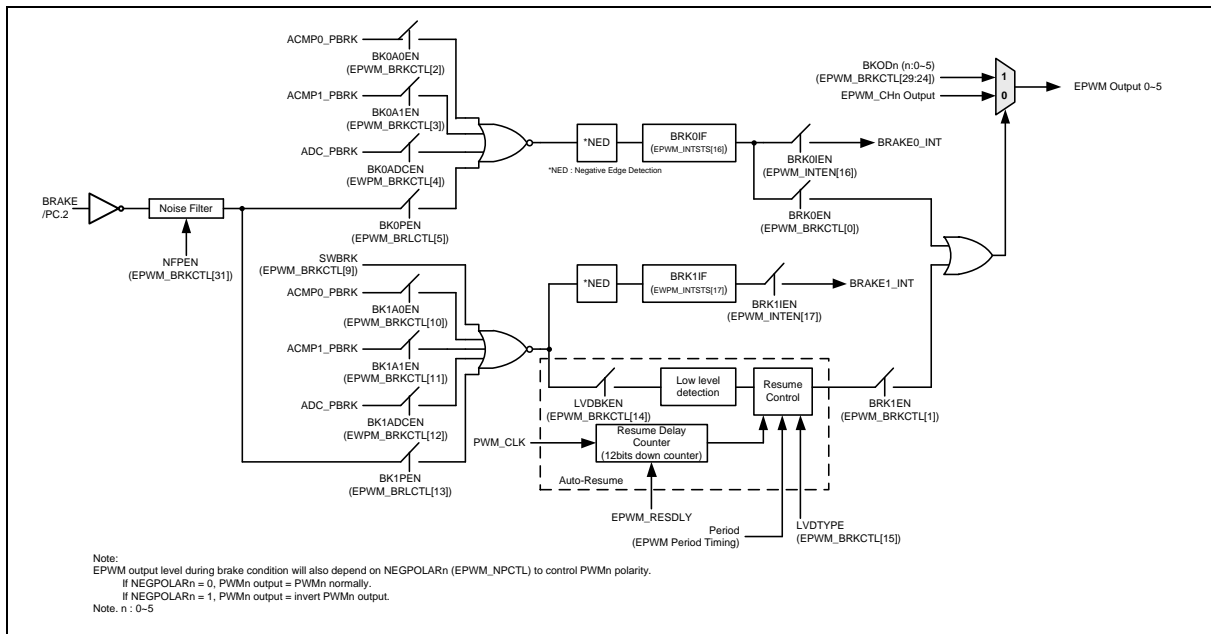 ACMP0_PBRK
BK0A0EN
(EPWM_BRKCTL[2])
ACMP1_PBRK
BK0A1EN
(EPWM_BRKCTL[3])
ADC_PBRK
BK0ADCEN
(EWPM_BRKCTL[4])
BRAKE
/PC.2
Noise Filter
NFPEN
(EPWM_BRKCTL[31])
BK0PEN
(EPWM_BRLCTL[5])
*NED
*NED : Negative Edge Detection
BRK0IF
(EPWM_INTSTS[16])
BRK0IEN
(EPWM_INTEN[16])
BRAKE0_INT
BRK0EN
(EPWM_BRKCTL[0])
BKODn (n:0~5)
(EPWM_BRKCTL[29:24])
EPWM_CHn Output
1
0
EPWM Output 0~5
SWBRK
(EPWM_BRKCTL[9])
ACMP0_PBRK
BK1A0EN
(EPWM_BRKCTL[10])
ACMP1_PBRK
BK1A1EN
(EPWM_BRKCTL[11])
ADC_PBRK
BK1ADCEN
(EWPM_BRKCTL[12])
BK1PEN
(EPWM_BRLCTL[13])
*NED
BRK1IF
(EWPM_INTSTS[17])
BRK1IEN
(EPWM_INTEN[17])
BRAKE1_INT
LVDBKEN
(EPWM_BRKCTL[14])
Low level
detection
Resume
Control
BRK1EN
(EPWM_BRKCTL[1])
PWM_CLK
Resume Delay
Counter
(12bits down counter)
Auto-Resume
EPWM_RESDLY
Period
(EPWM Period Timing)
LVDTYPE
(EPWM_BRKCTL[15])
Note:
EPWM output level during brake condition will also depend on NEGPOLARn (EPWM_NPCTL) to control PWMn polarity.
If NEGPOLARn = 0, PWMn output = PWMn normally.
If NEGPOLARn = 1, PWMn output = invert PWMn output.
Note. n : 0~5